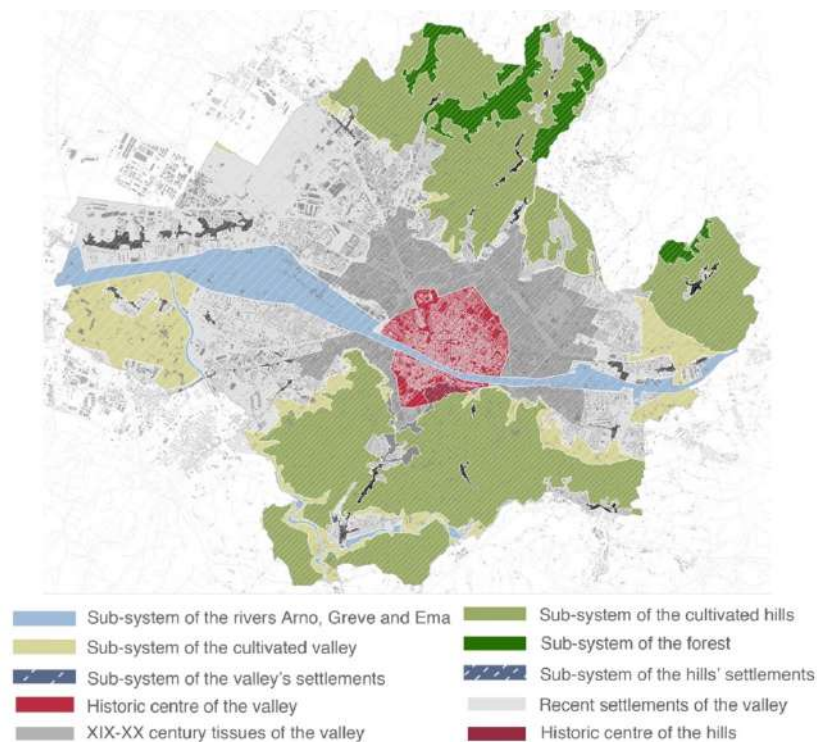 Sub-system of the rivers Arno, Greve and Ema
Sub-system of the cultivated valley
Sub-system of the valley's settlements
Historic centre of the valley
XIX-XX century tissues of the valley
Sub-system of the cultivated hills
Sub-system of the forest
Sub-system of the hills' settlements
Recent settlements of the valley
Historic centre of the hills